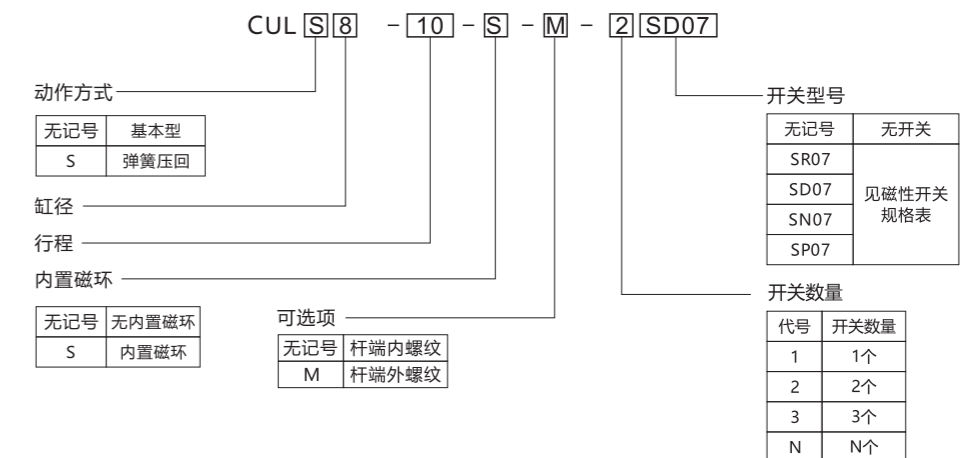 CUL S 8 - 10 - S - M - 2 SD07
动作方式
无记号 基本型
S 弹簧压回
缸径
行程
内置磁环
无记号 无内置磁环
S 内置磁环
可选项
无记号 杆端内螺纹
M 杆端外螺纹
开关型号
无记号 无开关
SR07
SD07
SN07
SP07
见磁性开关
规格表
开关数量
代号 开关数量
1 1个
2 2个
3 3个
N N个